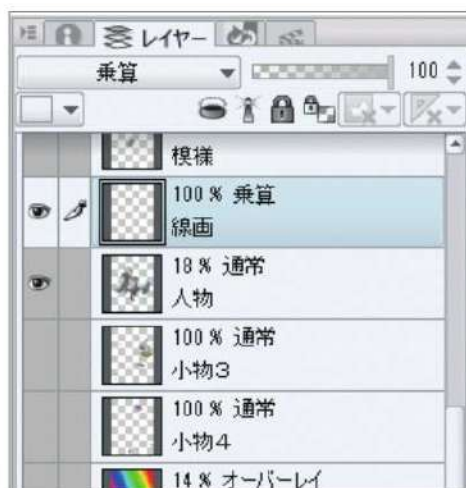 レイヤー
乗算 100
模様
100 % 乗算
線画
18 % 通常
人物
100 % 通常
小物3
100 % 通常
小物4
14 % オーバーレイ